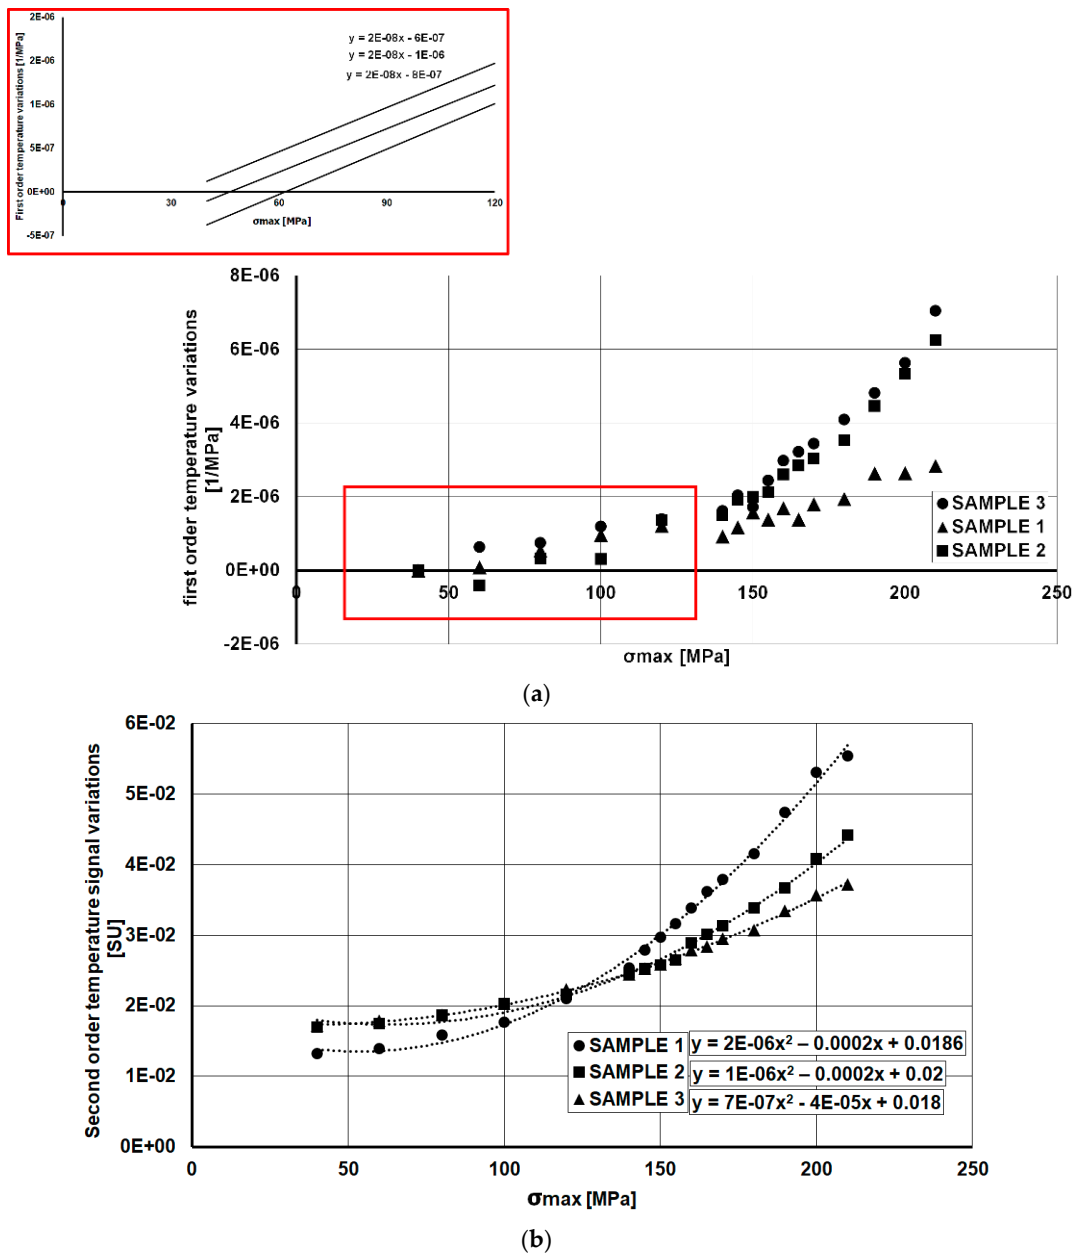 2E-06
2E-06
1E-06
5E-07
0E+00
-5E-07
First order temperature variations [1/MPa]
y = 2E-08x - 6E-07
y = 2E-08x - 1E-06
y = 2E-08x - 8E-07
0 30 60 90 120
σmax [MPa]
8E-06
6E-06
4E-06
2E-06
0E+00
-2E-06
first order temperature variations
[1/MPa]
SAMPLE 3
SAMPLE 1
SAMPLE 2
0 50 100 150 200 250
σmax [MPa]
(a)
6E-02
5E-02
4E-02
3E-02
2E-02
1E-02
0E+00
Second order temperature signal variations
[SU]
SAMPLE 1 y = 2E-06x² – 0.0002x + 0.0186
SAMPLE 2 y = 1E-06x² – 0.0002x + 0.02
SAMPLE 3 y = 7E-07x² - 4E-05x + 0.018
0 50 100 150 200 250
σmax [MPa]
(b)